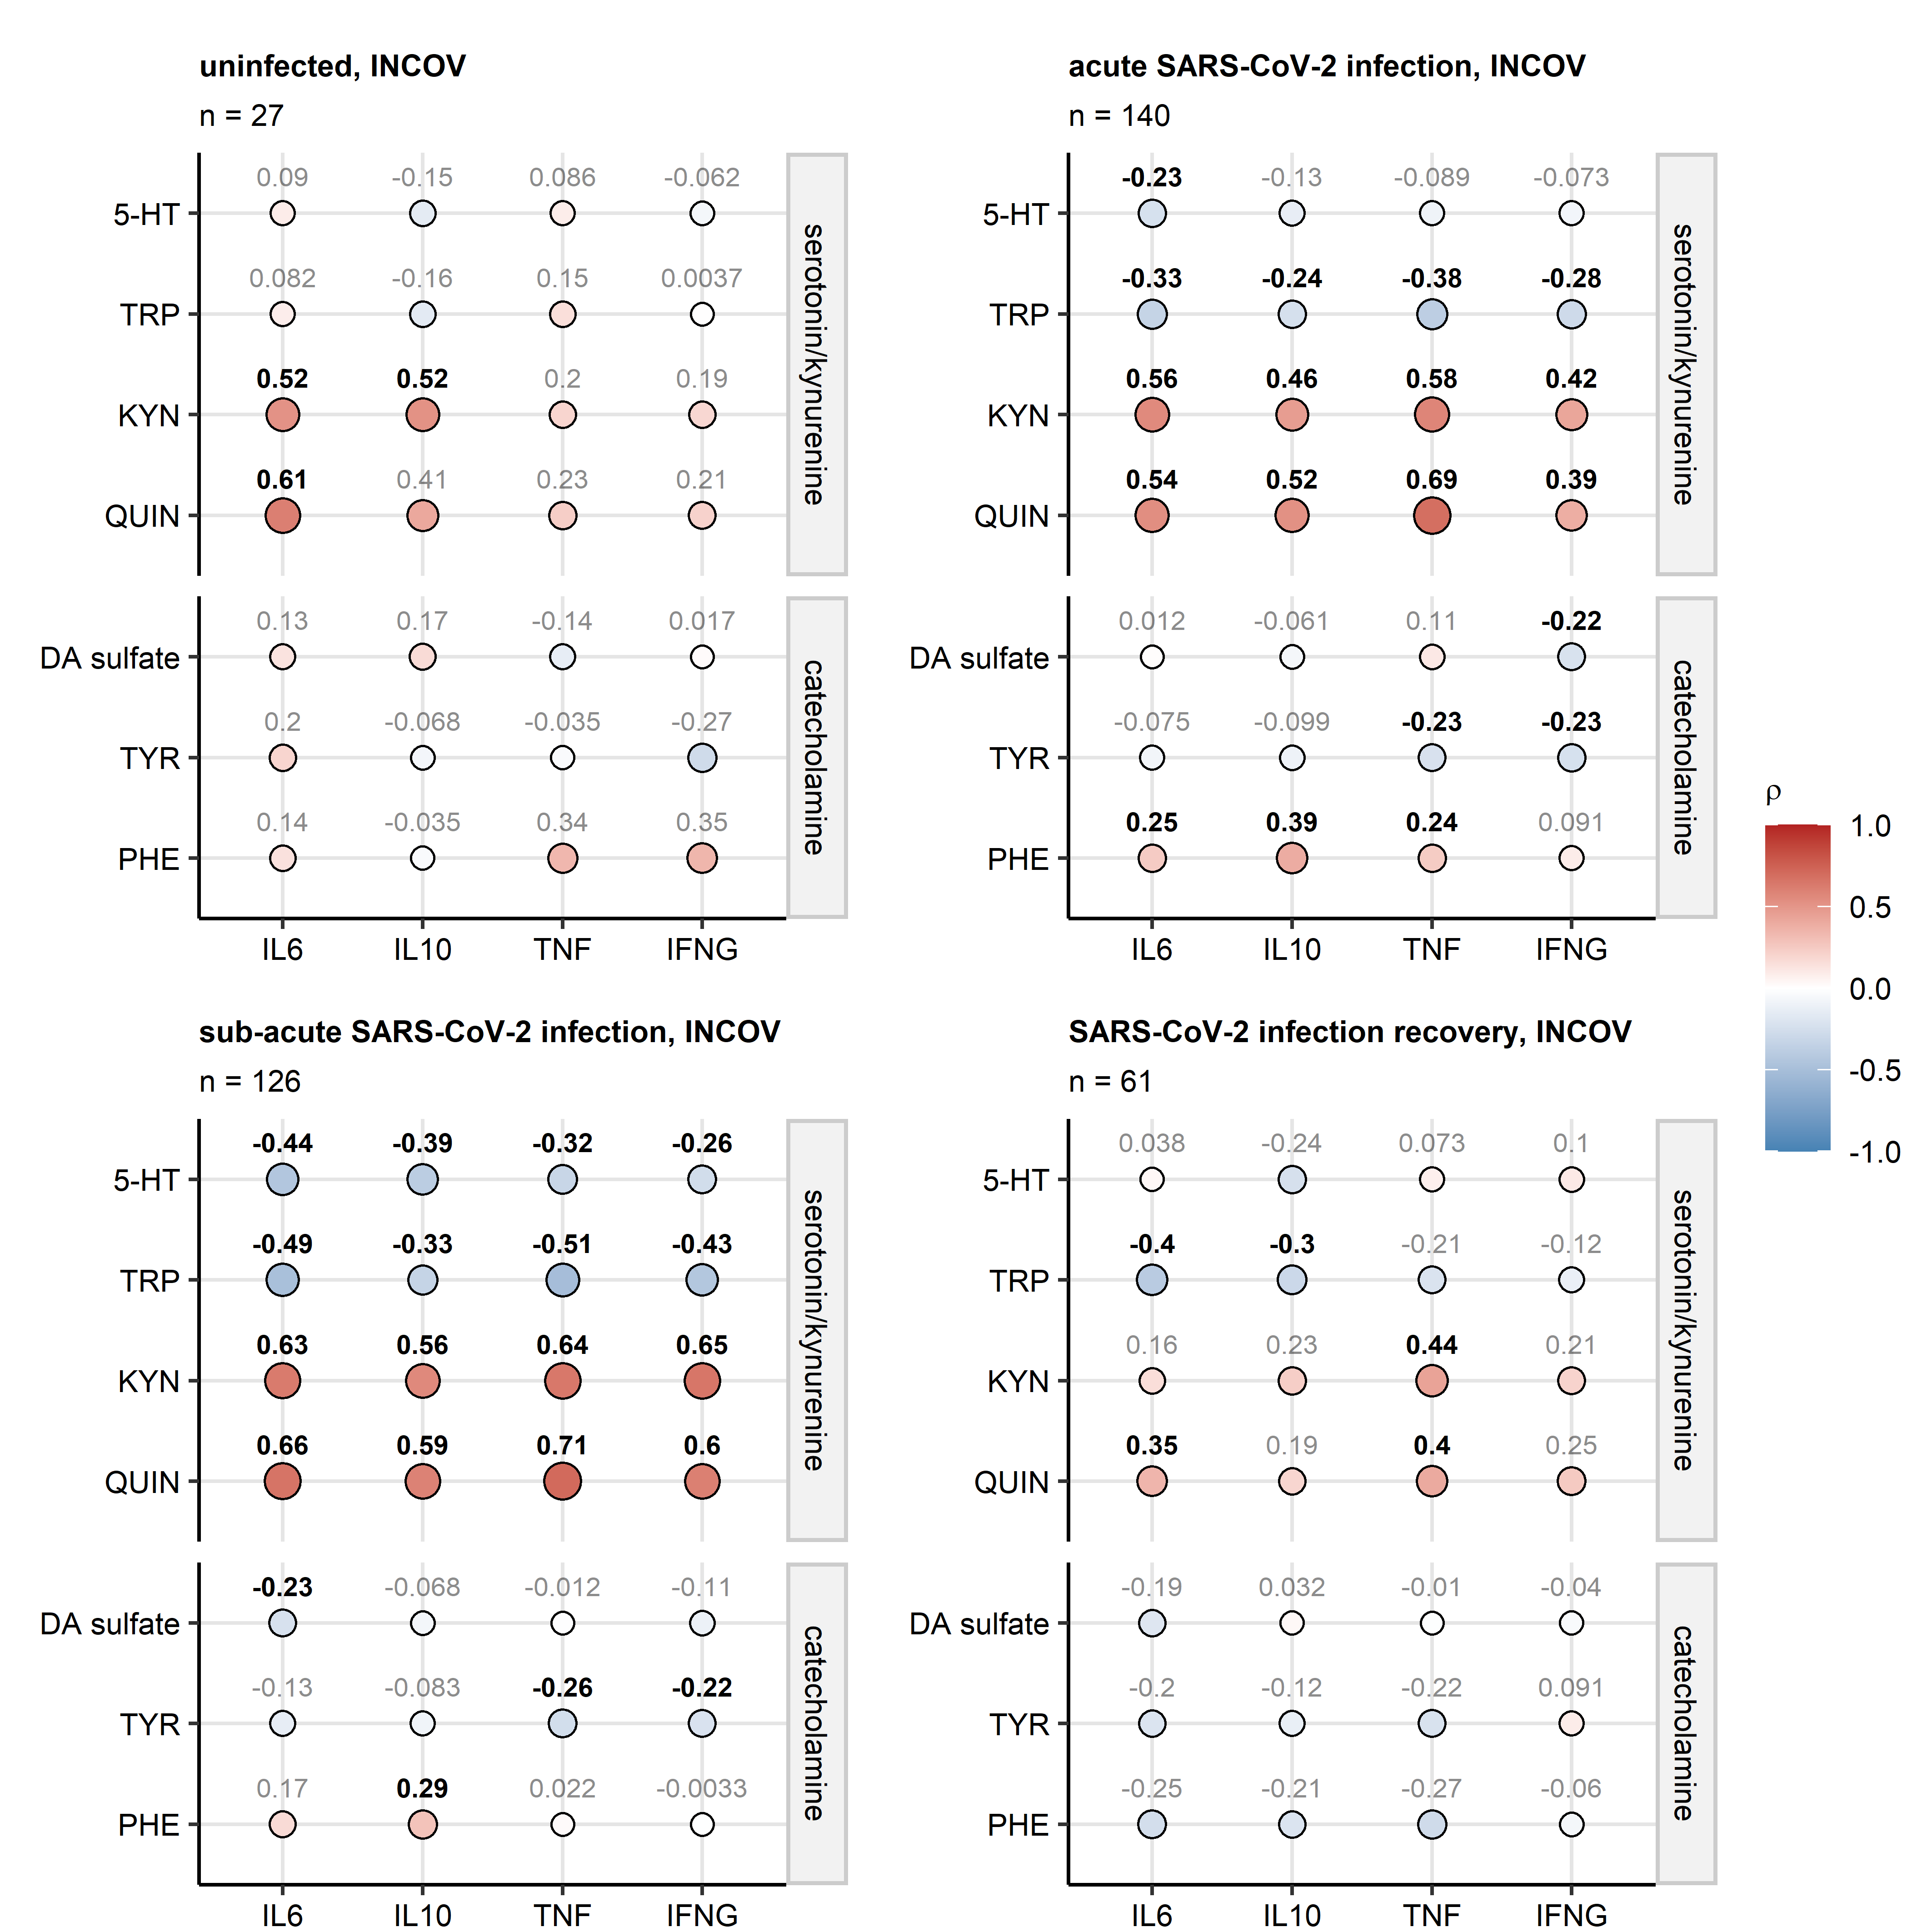 uninfected, INCOV
n = 27
0.09 -0.15 0.086 -0.062
5-HT
0.082 -0.16 0.15 0.0037
TRP
0.52 0.52 0.2 0.19
KYN
0.61 0.41 0.23 0.21
QUIN
serotonin/kynurenine
0.13 0.17 -0.14 0.017
DA sulfate
0.2 -0.068 -0.035 -0.27
TYR
0.14 -0.035 0.34 0.35
PHE
catecholamine
IL6 IL10 TNF IFNG
acute SARS-CoV-2 infection, INCOV
n = 140
-0.23 -0.13 -0.089 -0.073
5-HT
-0.33 -0.24 -0.38 -0.28
TRP
0.56 0.46 0.58 0.42
KYN
0.54 0.52 0.69 0.39
QUIN
serotonin/kynurenine
0.012 -0.061 0.11 -0.22
DA sulfate
-0.075 -0.099 -0.23 -0.23
TYR
0.25 0.39 0.24 0.091
PHE
catecholamine
IL6 IL10 TNF IFNG
sub-acute SARS-CoV-2 infection, INCOV
n = 126
-0.44 -0.39 -0.32 -0.26
5-HT
-0.49 -0.33 -0.51 -0.43
TRP
0.63 0.56 0.64 0.65
KYN
0.66 0.59 0.71 0.6
QUIN
serotonin/kynurenine
-0.23 -0.068 -0.012 -0.11
DA sulfate
-0.13 -0.083 -0.26 -0.22
TYR
0.17 0.29 0.022 -0.0033
PHE
catecholamine
IL6 IL10 TNF IFNG
SARS-CoV-2 infection recovery, INCOV
n = 61
0.038 -0.24 0.073 0.1
5-HT
-0.4 -0.3 -0.21 -0.12
TRP
0.16 0.23 0.44 0.21
KYN
0.35 0.19 0.4 0.25
QUIN
serotonin/kynurenine
-0.19 0.032 -0.01 -0.04
DA sulfate
-0.2 -0.12 -0.22 0.091
TYR
-0.25 -0.21 -0.27 -0.06
PHE
catecholamine
IL6 IL10 TNF IFNG
ρ
1.0
0.5
0.0
-0.5
-1.0